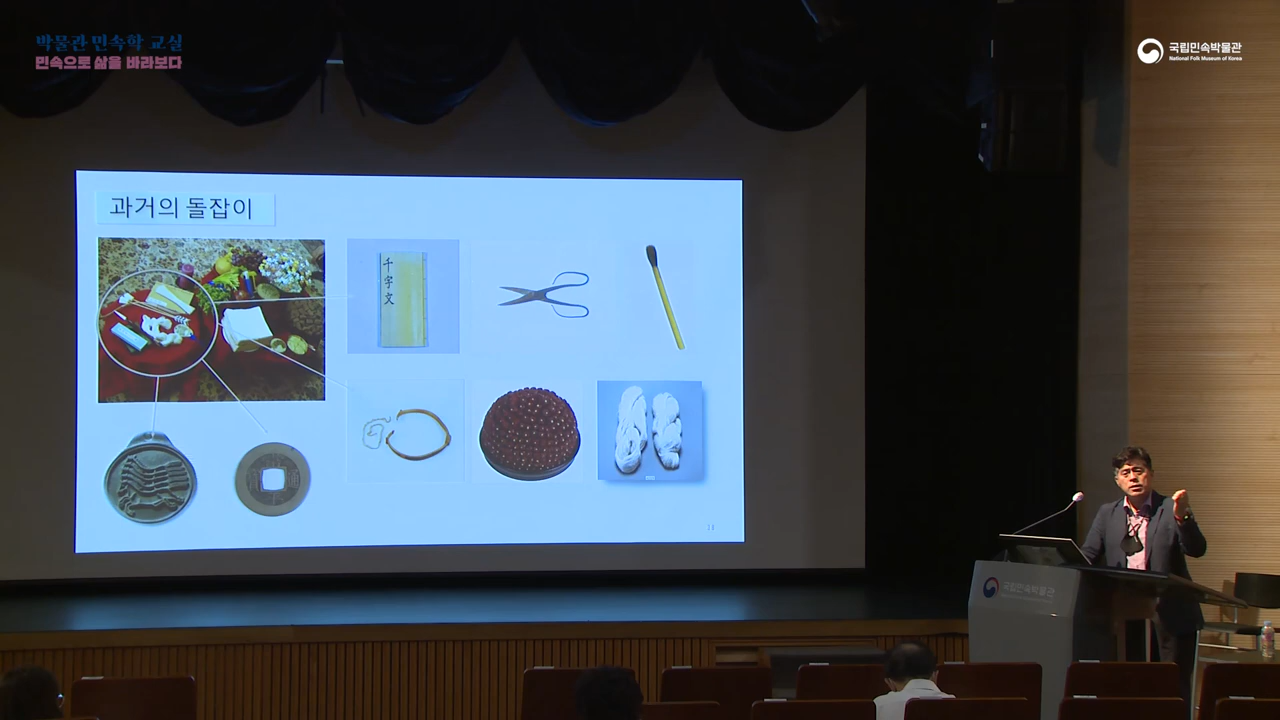 박물관 민속학 교실
민속으로 삶을 바라보다
국립민속박물관
National Folk Museum of Korea
과거의 돌잡이
千字文
국립민속박물관